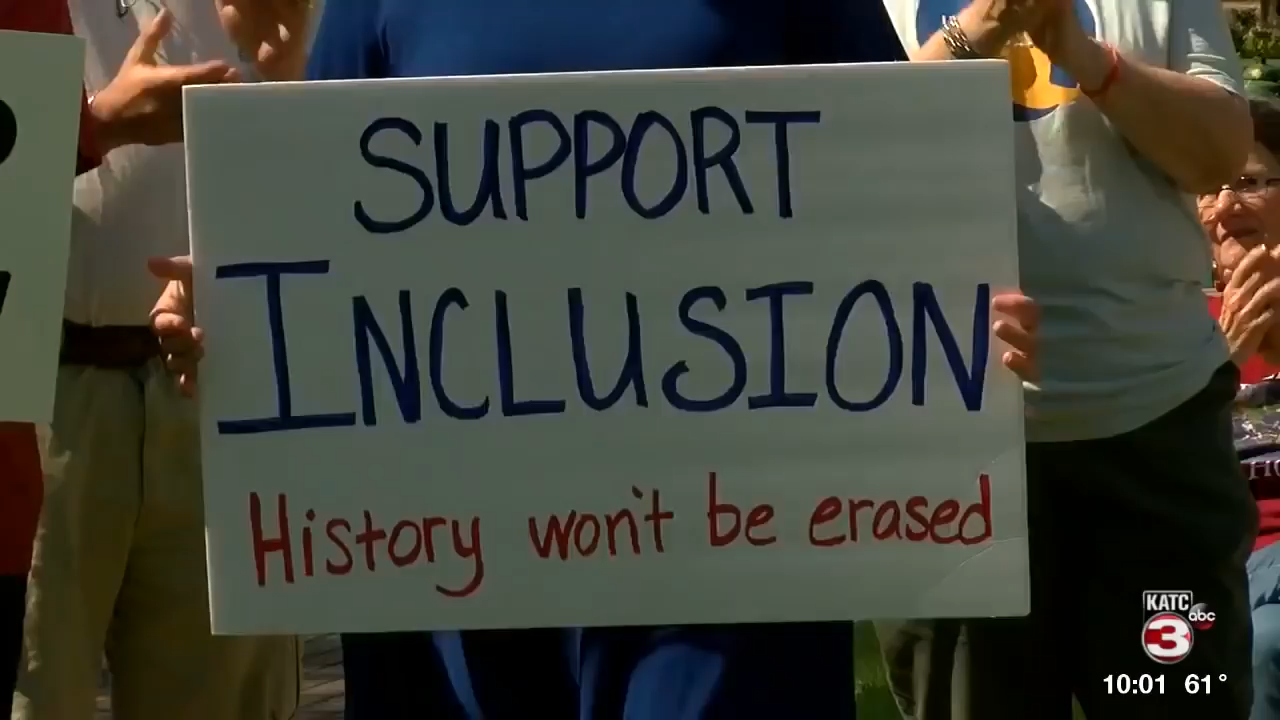 SUPPORT
INCLUSION
History won't be erased
KATC
abc
3
10:01 61°